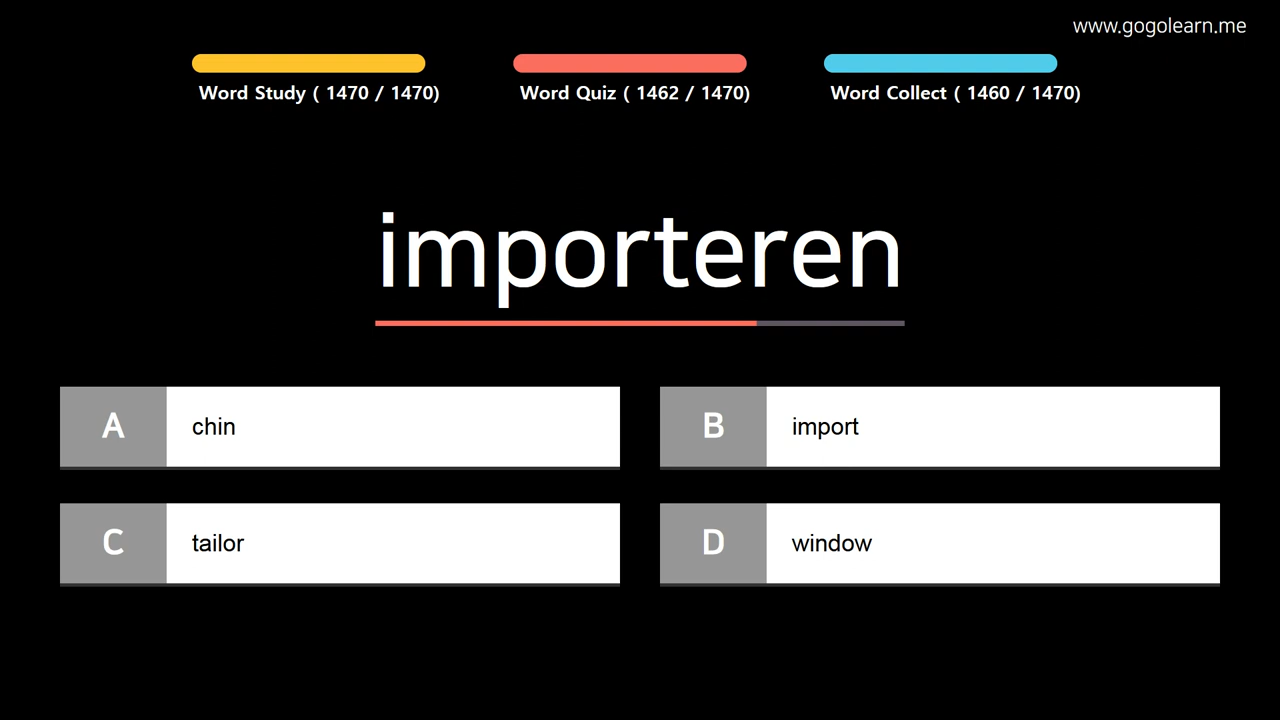 www.gogolearn.me
Word Study ( 1470 / 1470)
Word Quiz ( 1462 / 1470)
Word Collect ( 1460 / 1470)
importeren
A chin
B import
C tailor
D window